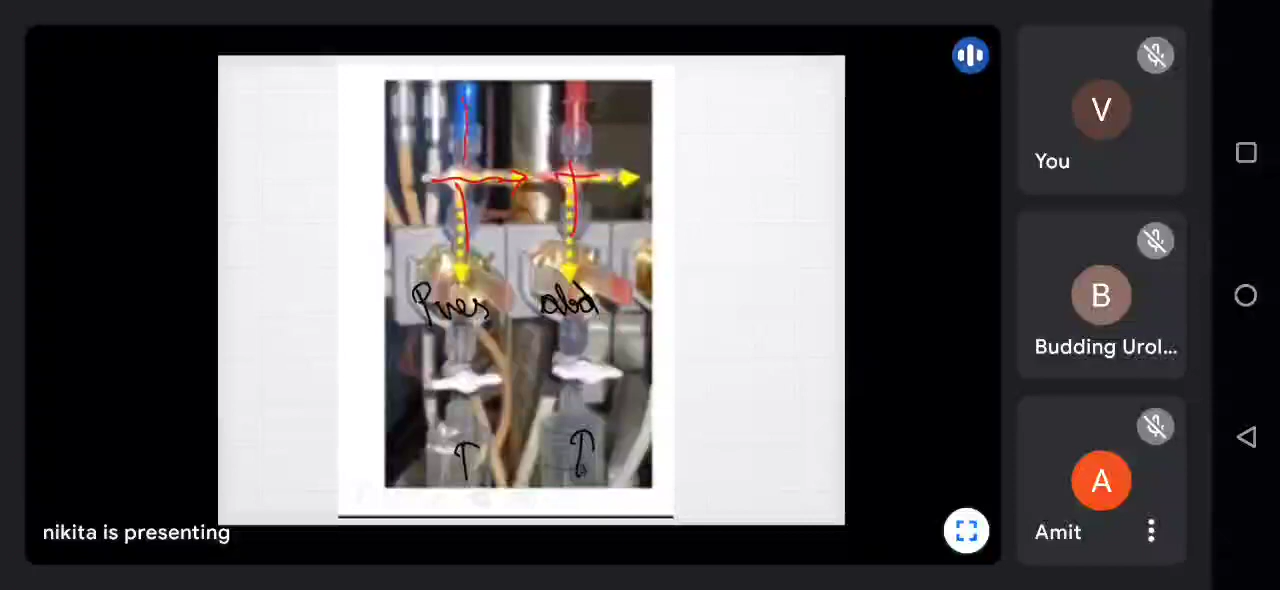 V
You
B
Budding Urol...
Pves abd
A
Amit
nikita is presenting